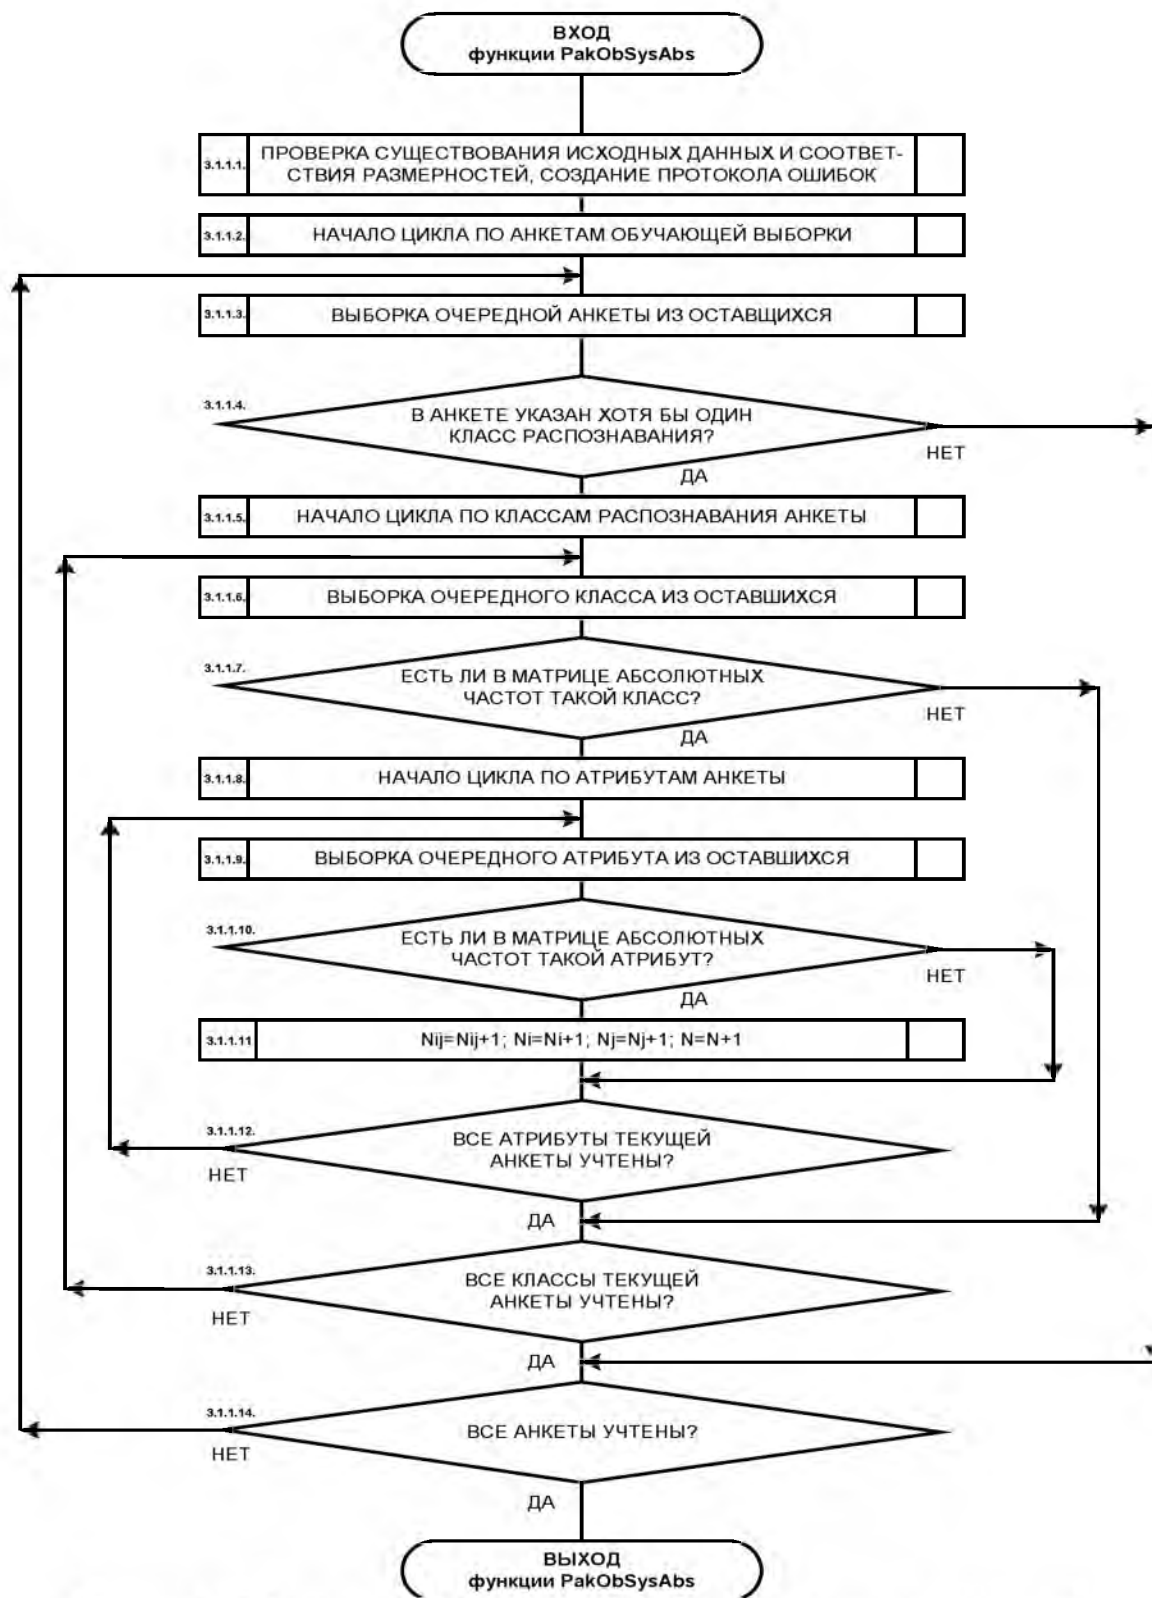 ВХОД
функции PakObSysAbs
3.1.1.1.
ПРОВЕРКА СУЩЕСТВОВАНИЯ ИСХОДНЫХ ДАННЫХ И СООТВЕТ-
СТВИЯ РАЗМЕРНОСТЕЙ, СОЗДАНИЕ ПРОТОКОЛА ОШИБОК
3.1.1.2.
НАЧАЛО ЦИКЛА ПО АНКЕТАМ ОБУЧАЮЩЕЙ ВЫБОРКИ
3.1.1.3.
ВЫБОРКА ОЧЕРЕДНОЙ АНКЕТЫ ИЗ ОСТАВЩИХСЯ
3.1.1.4.
В АНКЕТЕ УКАЗАН ХОТЯ БЫ ОДИН
КЛАСС РАСПОЗНАВАНИЯ?
НЕТ
ДА
3.1.1.5.
НАЧАЛО ЦИКЛА ПО КЛАССАМ РАСПОЗНАВАНИЯ АНКЕТЫ
3.1.1.6.
ВЫБОРКА ОЧЕРЕДНОГО КЛАССА ИЗ ОСТАВШИХСЯ
3.1.1.7.
ЕСТЬ ЛИ В МАТРИЦЕ АБСОЛЮТНЫХ
ЧАСТОТ ТАКОЙ КЛАСС?
НЕТ
ДА
3.1.1.8.
НАЧАЛО ЦИКЛА ПО АТРИБУТАМ АНКЕТЫ
3.1.1.9.
ВЫБОРКА ОЧЕРЕДНОГО АТРИБУТА ИЗ ОСТАВШИХСЯ
3.1.1.10.
ЕСТЬ ЛИ В МАТРИЦЕ АБСОЛЮТНЫХ
ЧАСТОТ ТАКОЙ АТРИБУТ?
НЕТ
ДА
3.1.1.11
Nij=Nij+1; Ni=Ni+1; Nj=Nj+1; N=N+1
3.1.1.12.
ВСЕ АТРИБУТЫ ТЕКУЩЕЙ
АНКЕТЫ УЧТЕНЫ?
НЕТ
ДА
3.1.1.13.
ВСЕ КЛАССЫ ТЕКУЩЕЙ
АНКЕТЫ УЧТЕНЫ?
НЕТ
ДА
3.1.1.14.
ВСЕ АНКЕТЫ УЧТЕНЫ?
НЕТ
ДА
ВЫХОД
функции PakObSysAbs